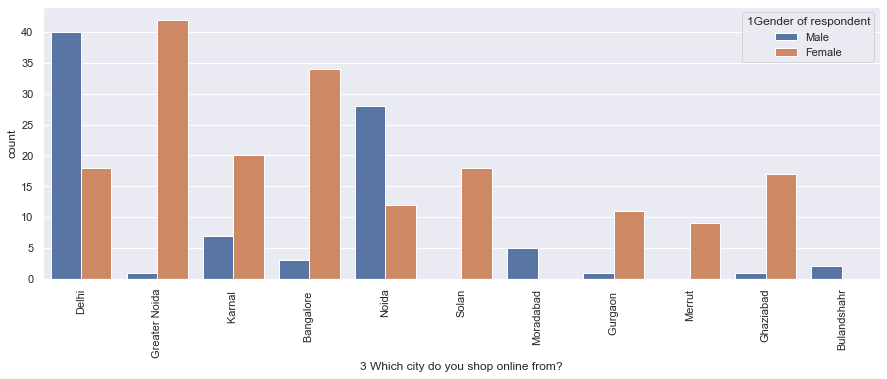 1Gender of respondent
Male
Female
40
35
30
25
20
15
10
5
0
count
Delhi
Greater Noida
Karnal
Bangalore
Noida
Solan
Moradabad
Gurgaon
Merrut
Ghaziabad
Bulandshahr
3 Which city do you shop online from?